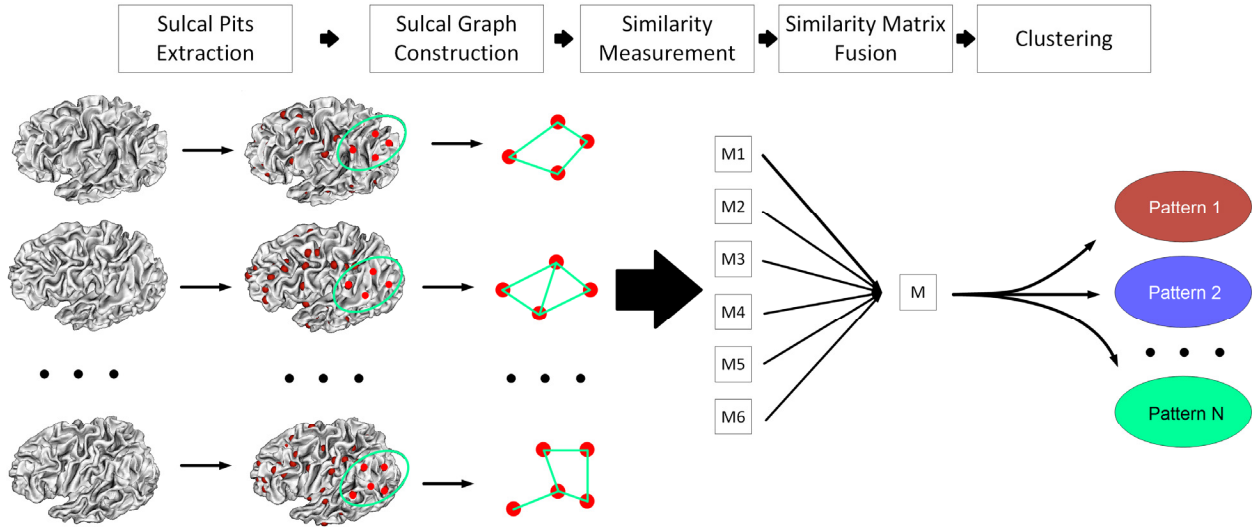 Sulcal Pits
Extraction
Sulcal Graph
Construction
Similarity
Measurement
Similarity Matrix
Fusion
Clustering
M1
M2
M3
M4
M5
M6
M
Pattern 1
Pattern 2
Pattern N